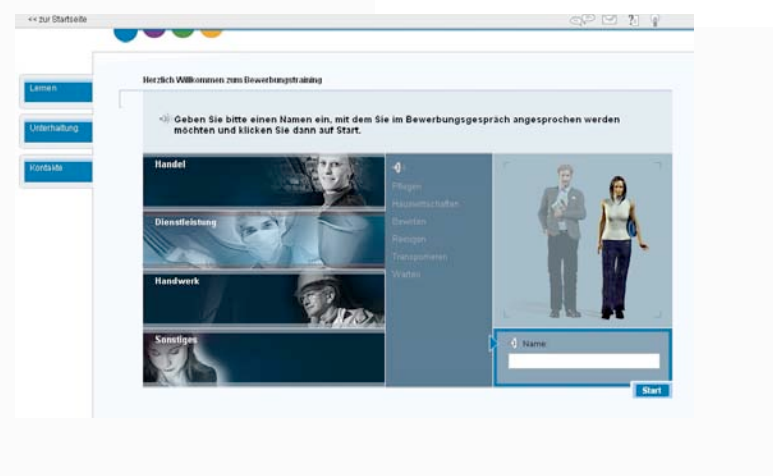 << zur Startseite
Lernen
Unterhaltung
Kontakte
Herzlich Willkommen zum Bewerbungstraining
Geben Sie bitte einen Namen ein, mit dem Sie im Bewerbungsgespräch angesprochen werden
möchten und klicken Sie dann auf Start.
Handel
Dienstleistung
Handwerk
Sonstiges
Pflegen
Hauswirtschaften
Bewirten
Reinigen
Transportieren
Name:
Start